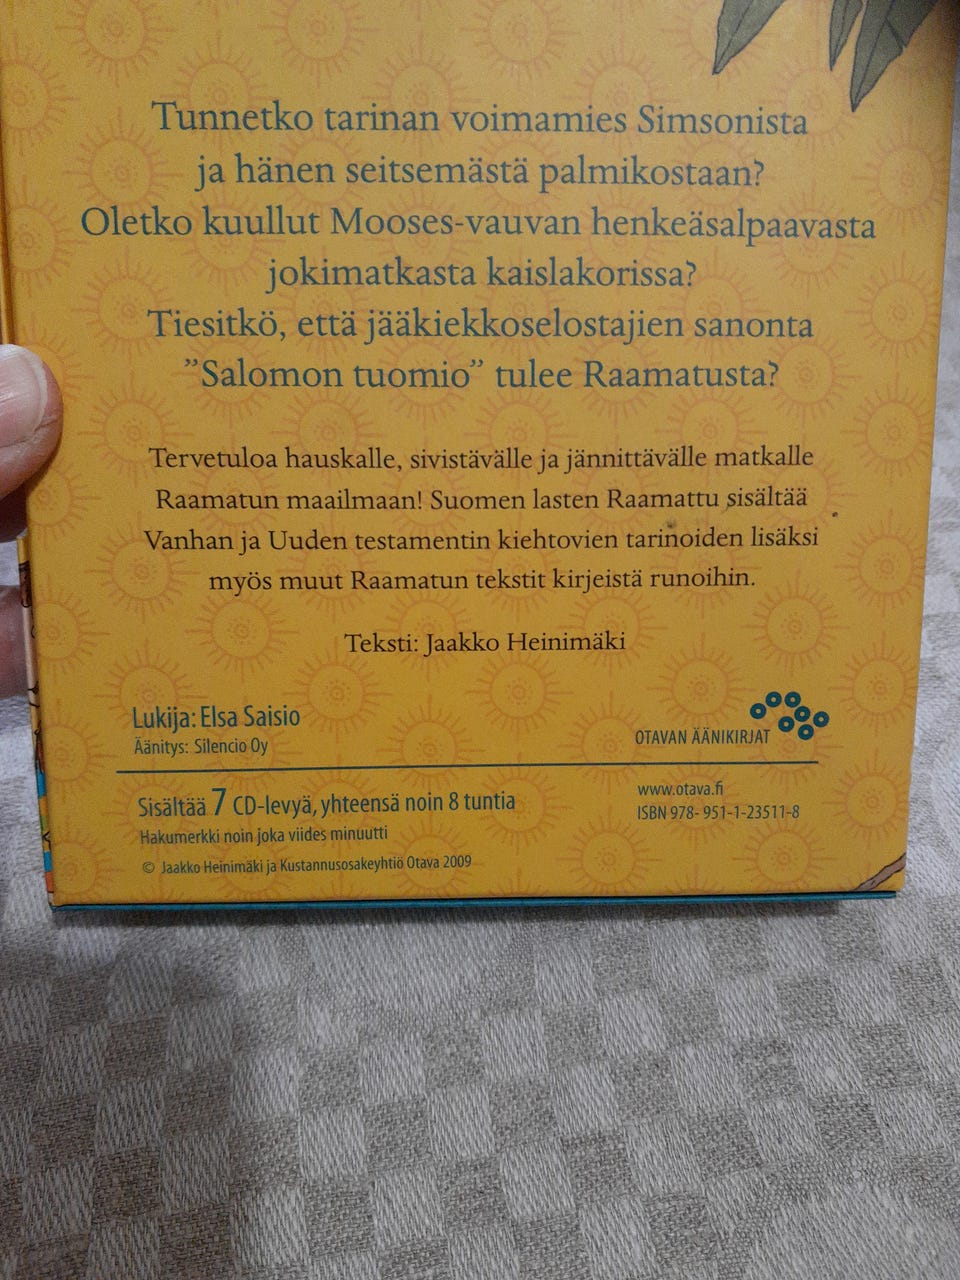 Tunnetko tarinan voimamies Simsonista
ja hänen seitsemästä palmikostaan?
Oletko kuullut Mooses-vauvan henkeäsalpaavasta
jokimatkasta kaislakorissa?
Tiesitkö, että jääkiekkoselostajien sanonta
”Salomon tuomio” tulee Raamatusta?
Tervetuloa hauskalle, sivistävälle ja jännittävälle matkalle
Raamatun maailmaan! Suomen lasten Raamattu sisältää
Vanhan ja Uuden testamentin kiehtovien tarinoiden lisäksi
myös muut Raamatun tekstit kirjeistä runoihin.
Teksti: Jaakko Heinimäki
Lukija: Elsa Saisio
Äänitys: Silencio Oy
OTAVAN ÄÄNIKIRJAT
Sisältää 7 CD-levyä, yhteensä noin 8 tuntia
Hakumerkki noin joka viides minuutti
© Jaakko Heinimäki ja Kustannusosakeyhtiö Otava 2009
www.otava.fi
ISBN 978- 951-1-23511-8